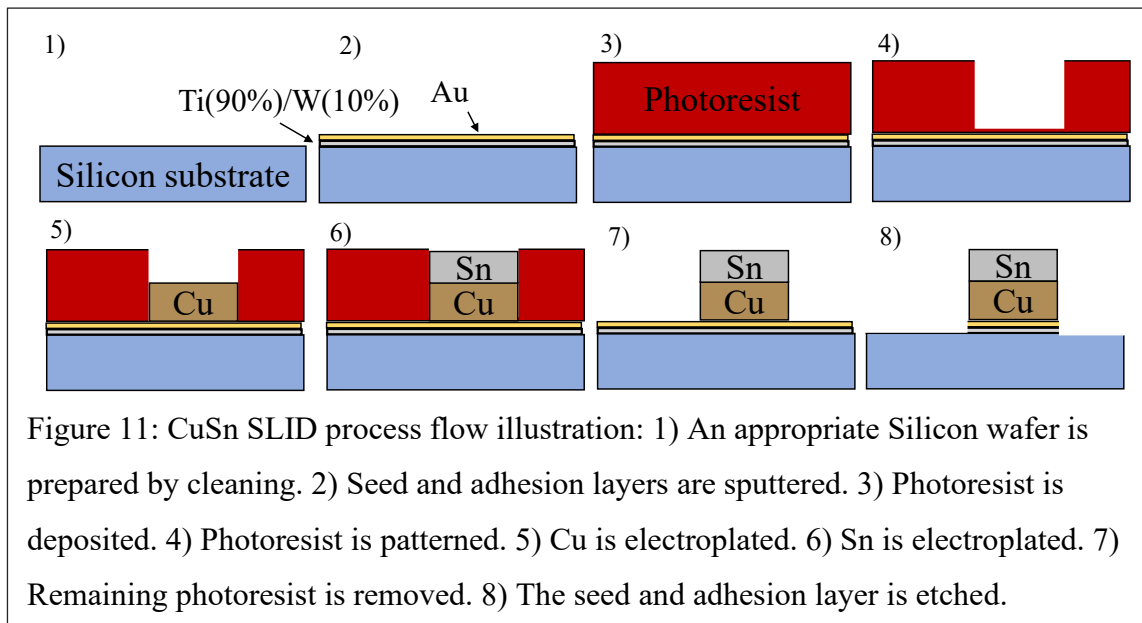 1)
2)
3)
4)
Ti(90%)/W(10%)
Au
Photoresist
Silicon substrate
5)
6)
7)
8)
Cu
Sn
Cu
Sn
Cu
Sn
Cu
Figure 11: CuSn SLID process flow illustration: 1) An appropriate Silicon wafer is
prepared by cleaning. 2) Seed and adhesion layers are sputtered. 3) Photoresist is
deposited. 4) Photoresist is patterned. 5) Cu is electroplated. 6) Sn is electroplated. 7)
Remaining photoresist is removed. 8) The seed and adhesion layer is etched.